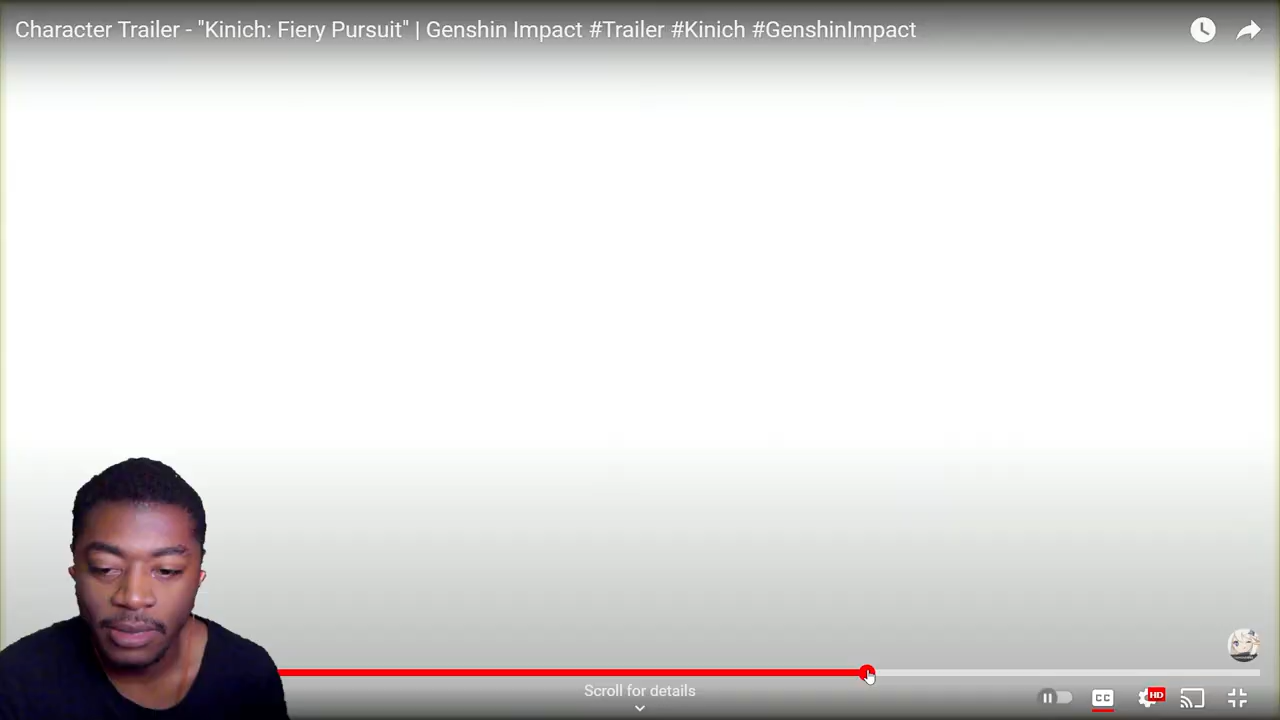 Character Trailer - "Kinich: Fiery Pursuit" | Genshin Impact #Trailer #Kinich #GenshinImpact
Scroll for details
CC
HD